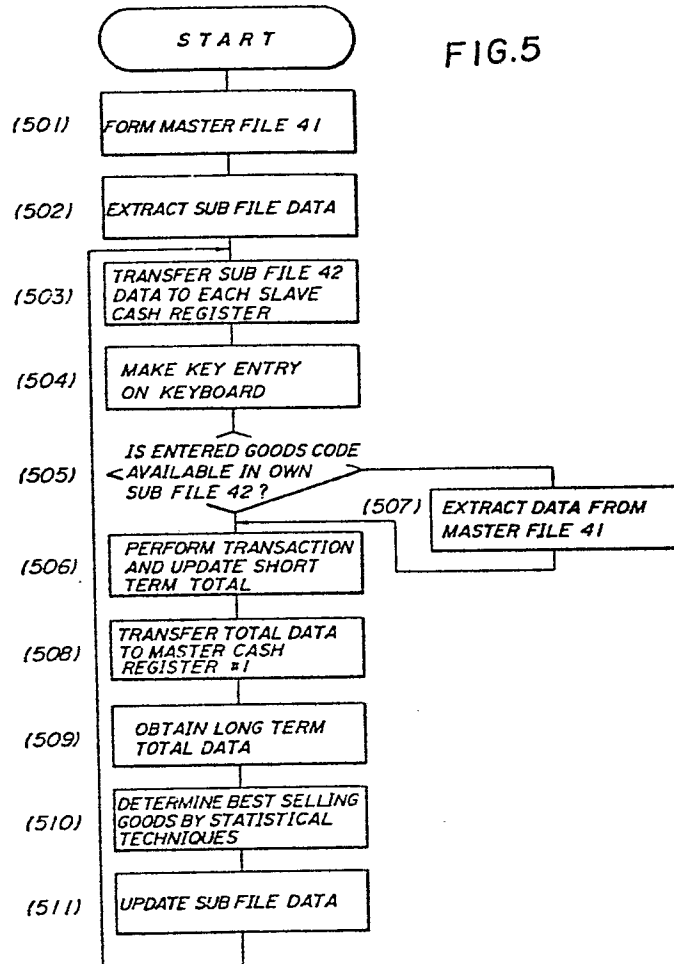 START
FIG.5
(501)
FORM MASTER FILE 41
(502)
EXTRACT SUB FILE DATA
(503)
TRANSFER SUB FILE 42
DATA TO EACH SLAVE
CASH REGISTER
(504)
MAKE KEY ENTRY
ON KEYBOARD
(505)
IS ENTERED GOODS CODE
AVAILABLE IN OWN
SUB FILE 42?
(507)
EXTRACT DATA FROM
MASTER FILE 41
(506)
PERFORM TRANSACTION
AND UPDATE SHORT
TERM TOTAL
(508)
TRANSFER TOTAL DATA
TO MASTER CASH
REGISTER #1
(509)
OBTAIN LONG TERM
TOTAL DATA
(510)
DETERMINE BEST SELLING
GOODS BY STATISTICAL
TECHNIQUES
(511)
UPDATE SUB FILE DATA